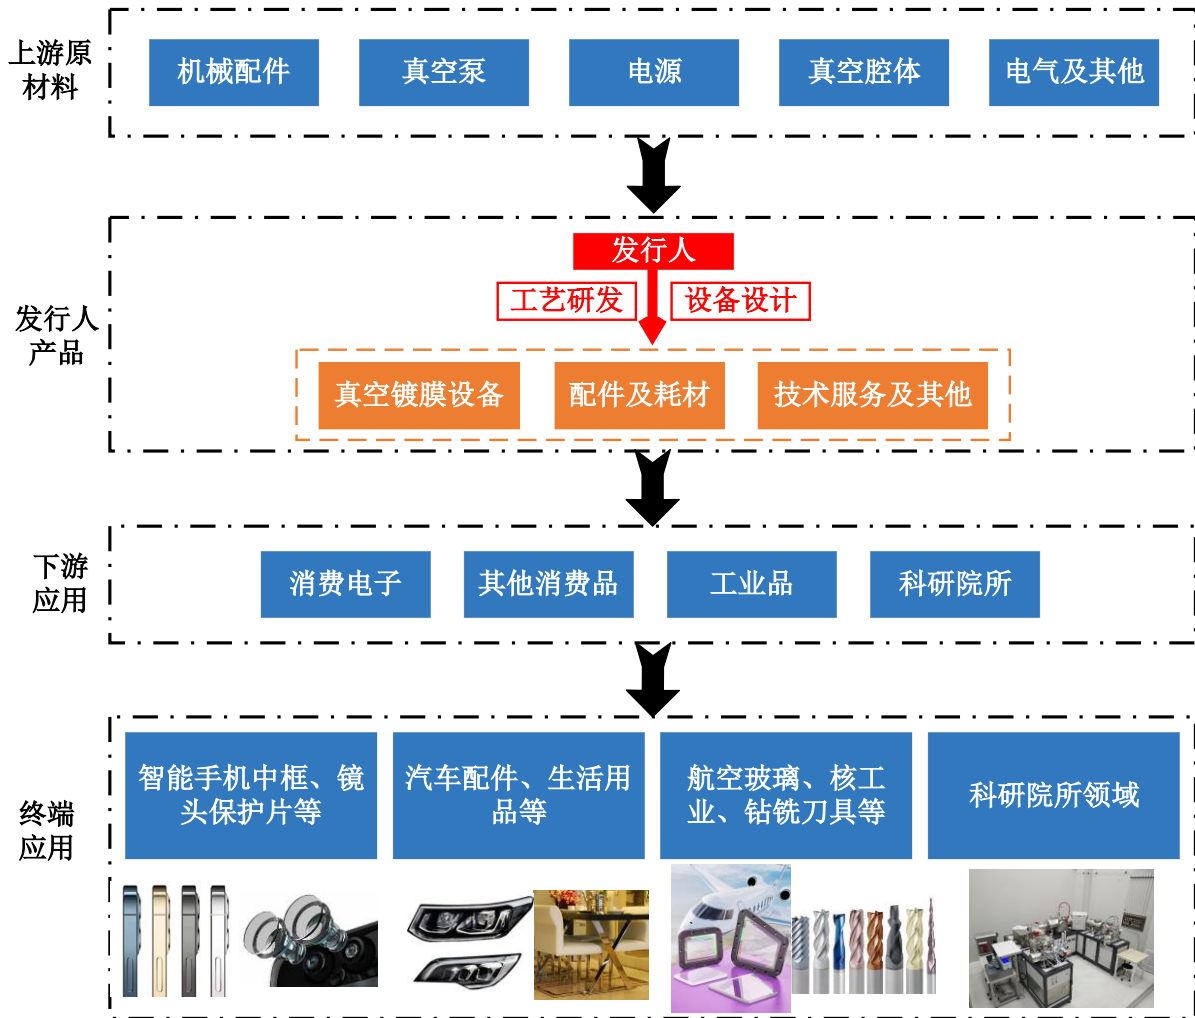 上游原
材料
机械配件
真空泵
电源
真空腔体
电气及其他
发行人
产品
发行人
工艺研发
设备设计
真空镀膜设备
配件及耗材
技术服务及其他
下游
应用
消费电子
其他消费品
工业品
科研院所
终端
应用
智能手机中框、镜
头保护片等
汽车配件、生活用
品等
航空玻璃、核工
业、钻铣刀具等
科研院所领域